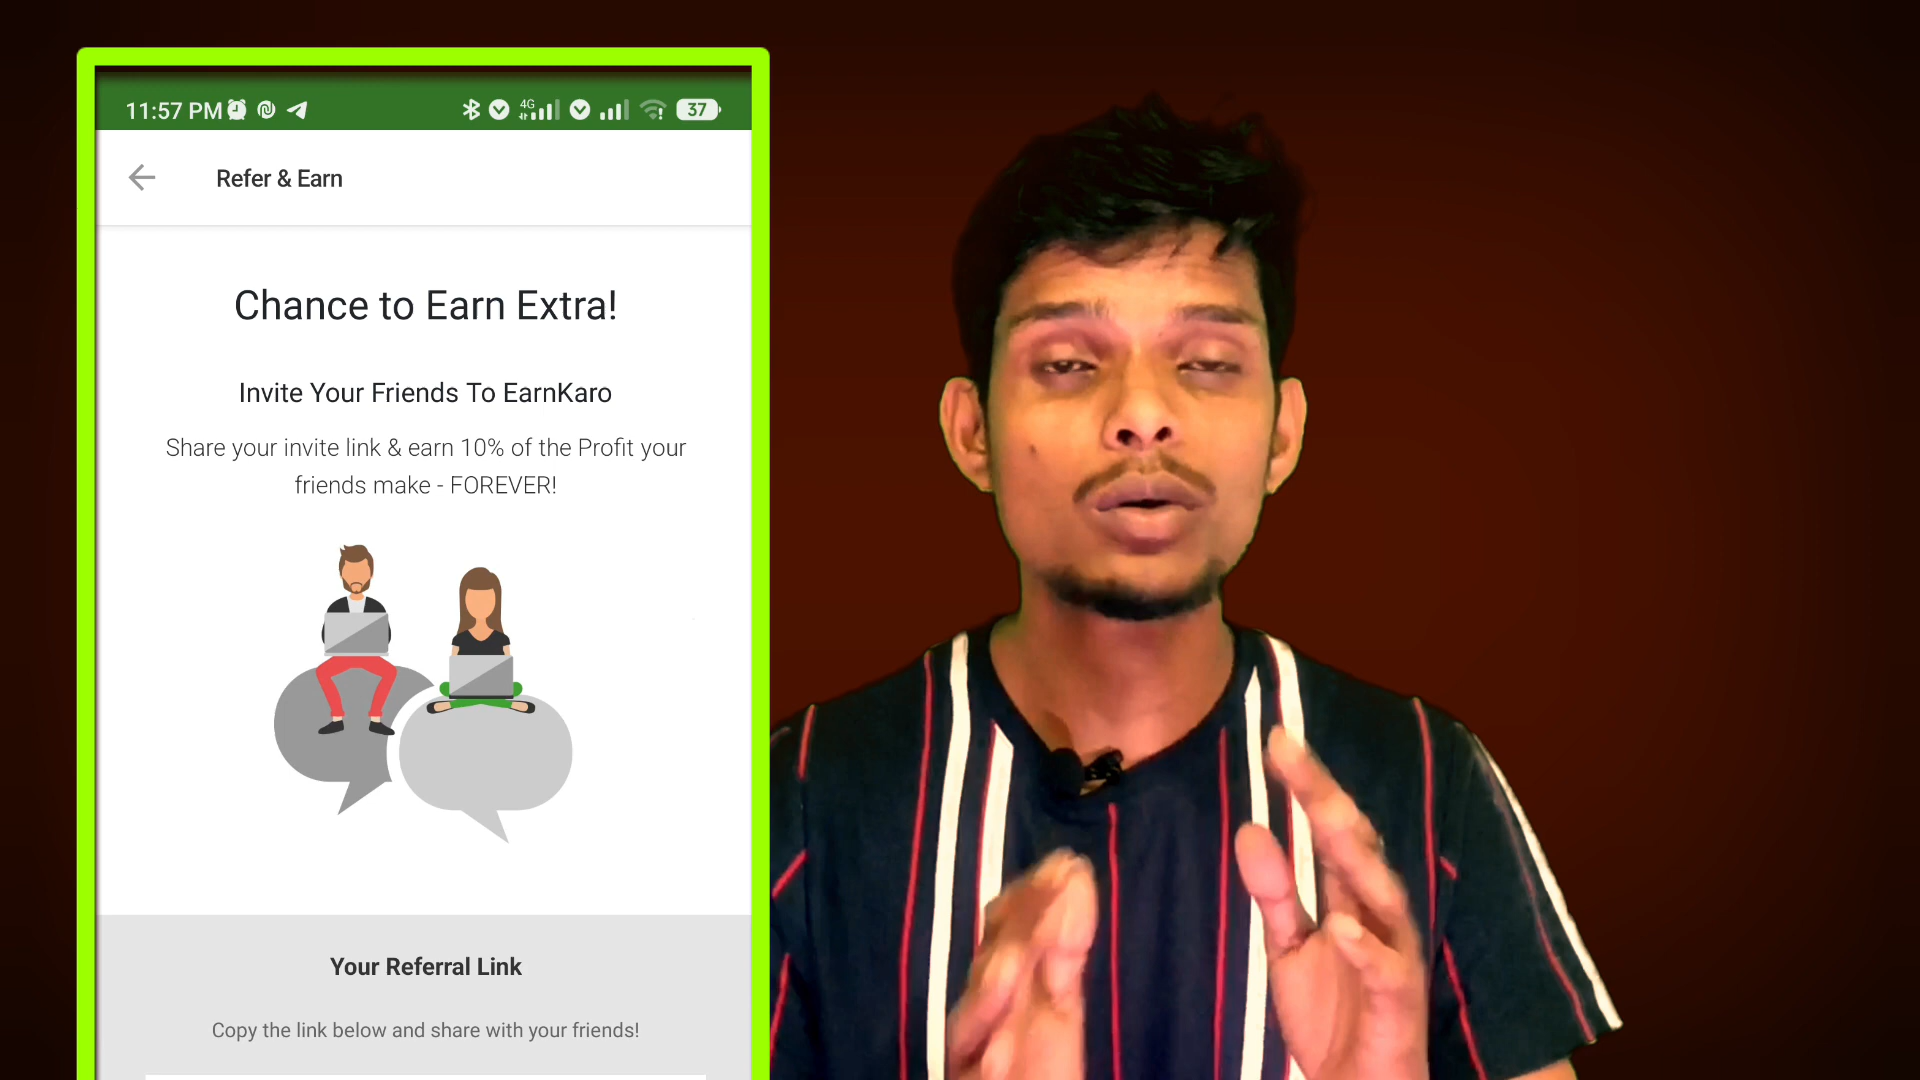 11:57 PM 4G 37
Refer & Earn
Chance to Earn Extra!
Invite Your Friends To EarnKaro
Share your invite link & earn 10% of the Profit your
friends make - FOREVER!
Your Referral Link
Copy the link below and share with your friends!